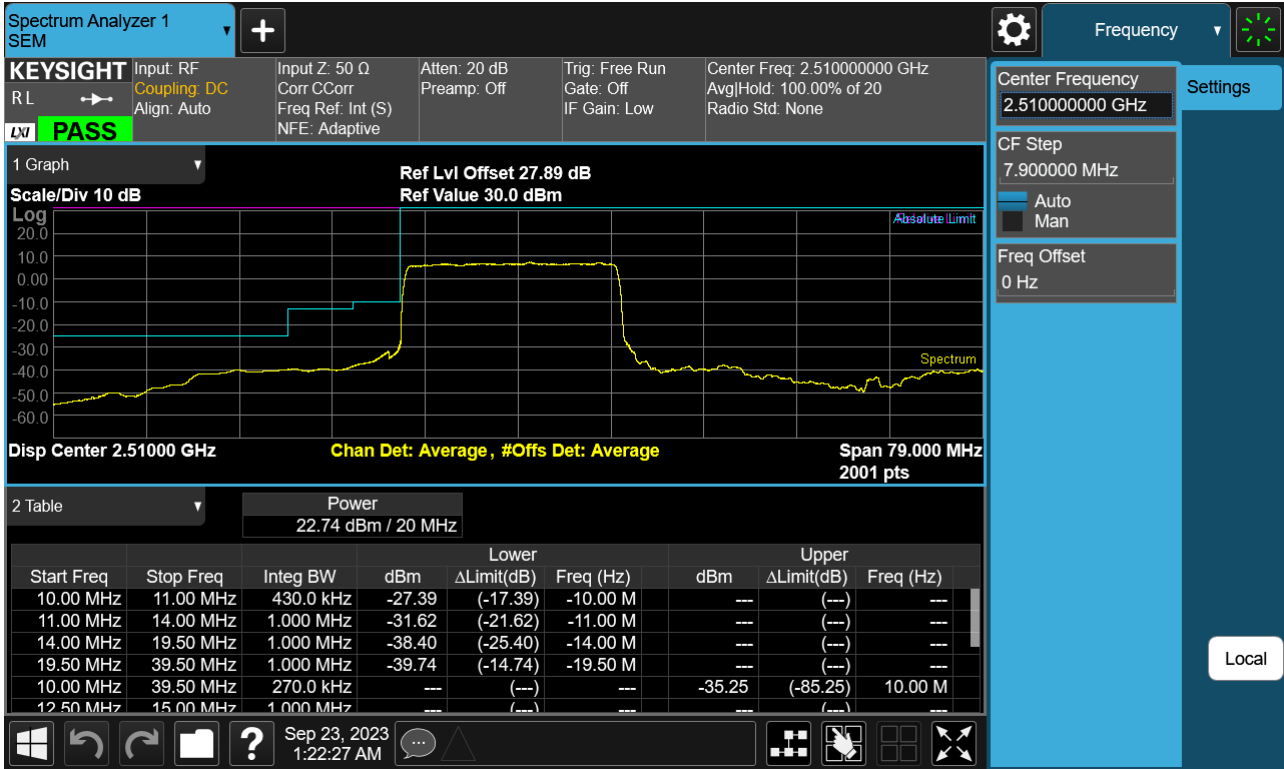 Spectrum Analyzer 1
SEM
Frequency
KEYSIGHT
R L
LXI
PASS
Input: RF
Coupling: DC
Align: Auto
Input Z: 50 Ω
Corr CCorr
Freq Ref: Int (S)
NFE: Adaptive
Atten: 20 dB
Preamp: Off
Trig: Free Run
Gate: Off
IF Gain: Low
Center Freq: 2.510000000 GHz
Avg|Hold: 100.00% of 20
Radio Std: None
Center Frequency
2.510000000 GHz
Settings
CF Step
7.900000 MHz
Auto
Man
Freq Offset
0 Hz
1 Graph
Scale/Div 10 dB
Ref Lvl Offset 27.89 dB
Ref Value 30.0 dBm
Log
20.0
10.0
0.00
-10.0
-20.0
-30.0
-40.0
-50.0
-60.0
Limit
Spectrum
Disp Center 2.51000 GHz
Chan Det: Average , #Offs Det: Average
Span 79.000 MHz
2001 pts
2 Table
Power
22.74 dBm / 20 MHz
Lower Upper
Start Freq Stop Freq Integ BW dBm ΔLimit(dB) Freq (Hz) dBm ΔLimit(dB) Freq (Hz)
10.00 MHz 11.00 MHz 430.0 kHz -27.39 (-17.39) -10.00 M --- (---) ---
11.00 MHz 14.00 MHz 1.000 MHz -31.62 (-21.62) -11.00 M --- (---) ---
14.00 MHz 19.50 MHz 1.000 MHz -38.40 (-25.40) -14.00 M --- (---) ---
19.50 MHz 39.50 MHz 1.000 MHz -39.74 (-14.74) -19.50 M --- (---) ---
10.00 MHz 39.50 MHz 270.0 kHz --- (---) --- -35.25 (-85.25) 10.00 M
12.50 MHz 15.00 MHz 1.000 MHz --- (---) --- --- (---) ---
Local
Sep 23, 2023
1:22:27 AM